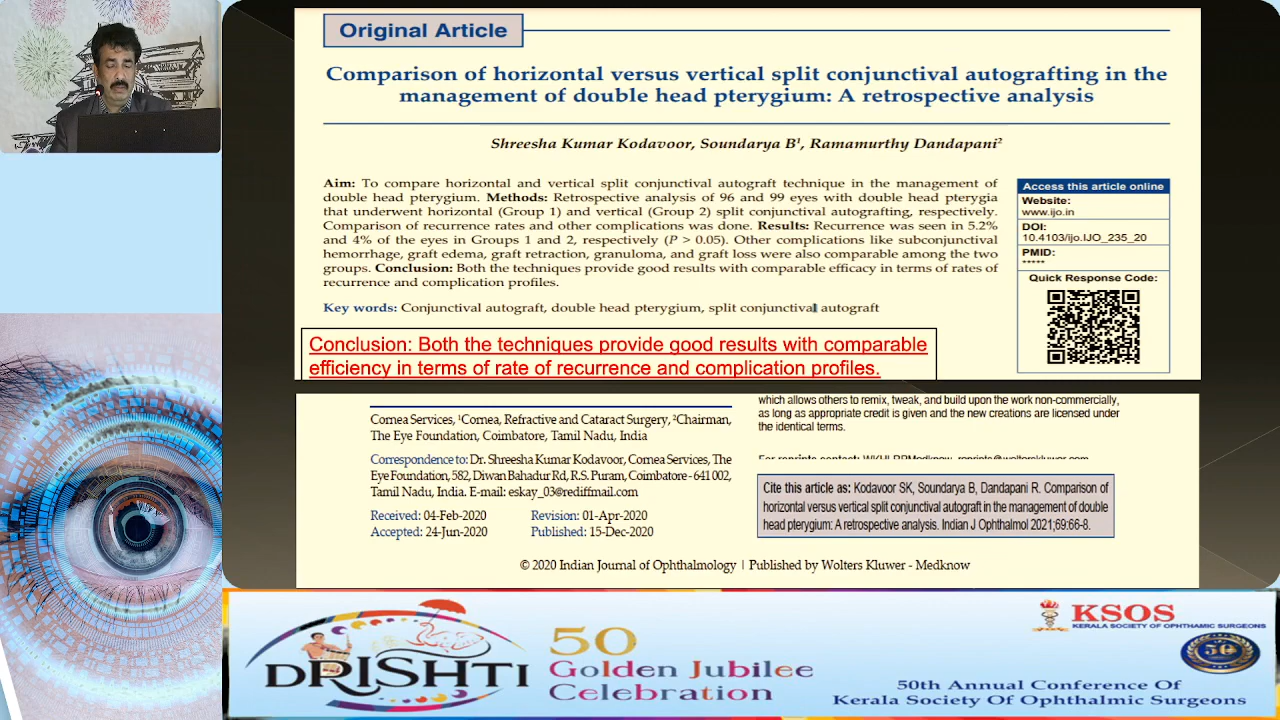 Original Article
Comparison of horizontal versus vertical split conjunctival autografting in the
management of double head pterygium: A retrospective analysis
Shreesha Kumar Kodavoor, Soundarya B¹, Ramamurthy Dandapani²
Aim: To compare horizontal and vertical split conjunctival autograft technique in the management of
double head pterygium. Methods: Retrospective analysis of 96 and 99 eyes with double head pterygia
that underwent horizontal (Group 1) and vertical (Group 2) split conjunctival autografting, respectively.
Comparison of recurrence rates and other complications was done. Results: Recurrence was seen in 5.2%
and 4% of the eyes in Groups 1 and 2, respectively (P > 0.05). Other complications like subconjunctival
hemorrhage, graft edema, graft retraction, granuloma, and graft loss were also comparable among the two
groups. Conclusion: Both the techniques provide good results with comparable efficacy in terms of rates of
recurrence and complication profiles.
Key words: Conjunctival autograft, double head pterygium, split conjunctival autograft
Access this article online
Website:
www.ijo.in
DOI:
10.4103/ijo.IJO_235_20
PMID:
*****
Quick Response Code:
Conclusion: Both the techniques provide good results with comparable
efficiency in terms of rate of recurrence and complication profiles.
Cornea Services, ¹Cornea, Refractive and Cataract Surgery, ²Chairman,
The Eye Foundation, Coimbatore, Tamil Nadu, India
Correspondence to: Dr. Shreesha Kumar Kodavoor, Cornea Services, The
Eye Foundation, 582, Diwan Bahadur Rd, R.S. Puram, Coimbatore - 641 002,
Tamil Nadu, India. E-mail: eskay_03@rediffmail.com
Received: 04-Feb-2020 Revision: 01-Apr-2020
Accepted: 24-Jun-2020 Published: 15-Dec-2020
which allows others to remix, tweak, and build upon the work non-commercially,
as long as appropriate credit is given and the new creations are licensed under
the identical terms.
Cite this article as: Kodavoor SK, Soundarya B, Dandapani R. Comparison of
horizontal versus vertical split conjunctival autograft in the management of double
head pterygium: A retrospective analysis. Indian J Ophthalmol 2021;69:66-8.
© 2020 Indian Journal of Ophthalmology | Published by Wolters Kluwer - Medknow
DRISHTI
50
Golden Jubilee
Celebration
KSOS
KERALA SOCIETY OF OPHTHAMIC SURGEONS
50
50th Annual Conference Of
Kerala Society Of Ophthalmic Surgeons